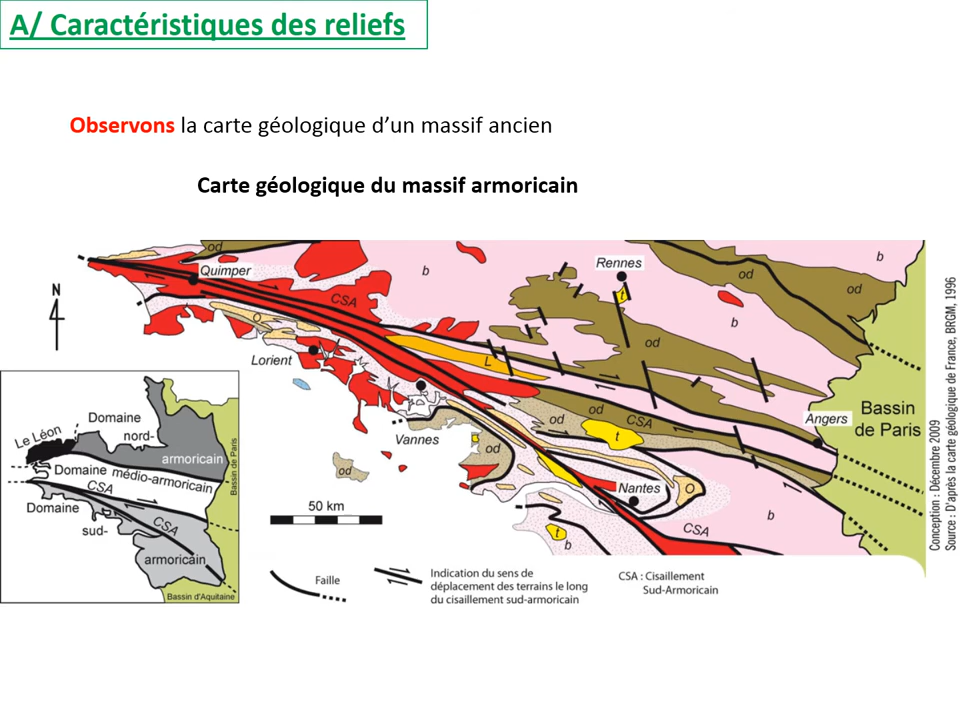 A/ Caractéristiques des reliefs
Observons la carte géologique d'un massif ancien
Carte géologique du massif armoricain
od
Quimper
b
Rennes
b
od
od
t
CSA
b
O
od
Lorient
L
N
od
od
CSA
Angers
Bassin
de Paris
t
Vannes
od
od
Nantes
O
b
CSA
t
b
50 km
Domaine
nord-
armoricain
Le Léon
Domaine
médio-armoricain
CSA
Domaine
sud-
CSA
armoricain
Bassin de Paris
Bassin d'Aquitaine
Faille
Indication du sens de
déplacement des terrains le long
du cisaillement sud-armoricain
CSA : Cisaillement
Sud-Armoricain
Conception : Décembre 2009
Source : D'après la carte géologique de France, BRGM, 1996